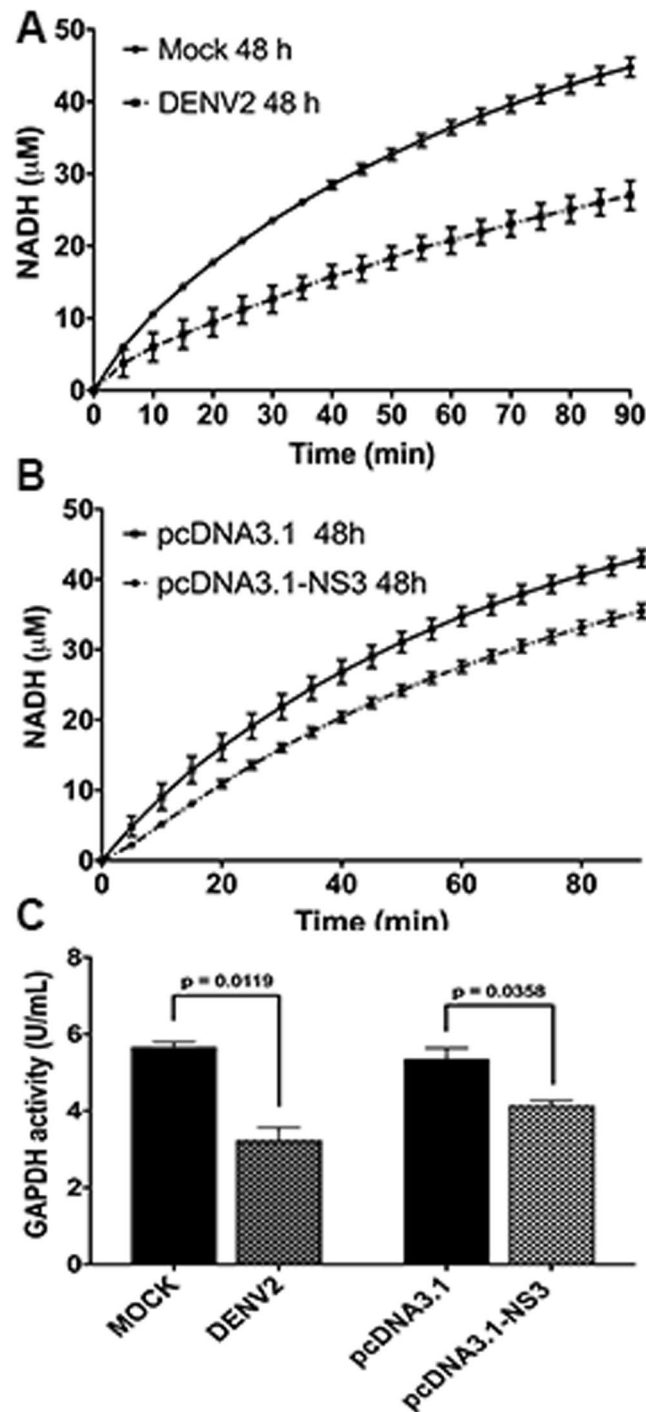 A
50
Mock 48 h
40
DENV2 48 h
30
20
10
0
NADH (μM)
0 10 20 30 40 50 60 70 80 90
Time (min)
B
50
pcDNA3.1 48h
40
pcDNA3.1-NS3 48h
30
20
10
0
NADH (μM)
0 20 40 60 80
Time (min)
C
8
p = 0.0119
p = 0.0358
6
4
2
0
GAPDH activity (U/mL)
MOCK
DENV2
pcDNA3.1
pcDNA3.1-NS3